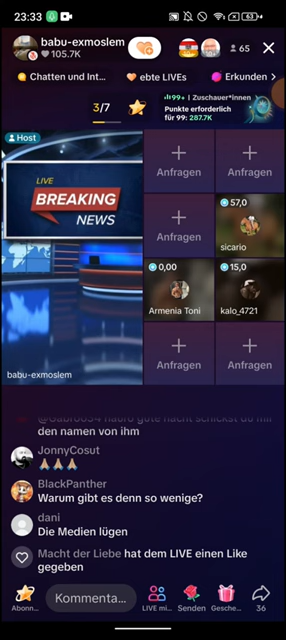 23:33
63
babu-exmoslem
105.7K
65
Chatten und Int...
ebte LIVEs
Erkunden
3/7
99+ | Zuschauer*innen
Punkte erforderlich
für 99: 287.7K
Host
LIVE
BREAKING
NEWS
babu-exmoslem
Anfragen
Anfragen
Anfragen
57,0
sicario
0,00
Armenia Toni
15,0
kalo_4721
Anfragen
Anfragen
den namen von ihm
JonnyCosut
🙏🏼🙏🏼🙏🏼
BlackPanther
Warum gibt es denn so wenige?
dani
Die Medien lügen
Macht der Liebe hat dem LIVE einen Like
gegeben
Abonn...
Kommenta...
LIVE mi...
Senden
Gesche...
36